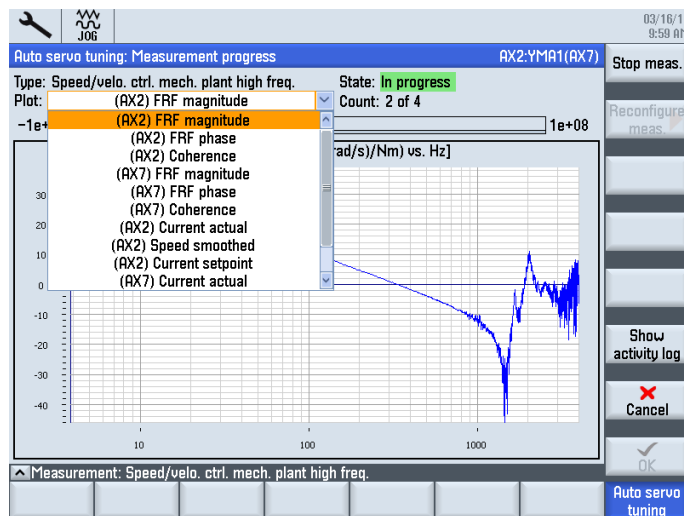 JOG
03/16/1
9:59 AM
Auto servo tuning: Measurement progress AX2:YMA1(AX7)
Stop meas.
Type: Speed/velo. ctrl. mech. plant high freq. State: In progress
Plot: (AX2) FRF magnitude Count: 2 of 4
Reconfigure
meas.
-1e+ 1e+08
(AX2) FRF magnitude
(AX2) FRF phase
(AX2) Coherence
(AX7) FRF magnitude
(AX7) FRF phase
(AX7) Coherence
(AX2) Current actual
(AX2) Speed smoothed
(AX2) Current setpoint
(AX7) Current actual
rad/s)/Nm) vs. Hz]
30
20
10
0
-10
-20
-30
-40
10 100 1000
Show
activity log
Cancel
OK
Measurement: Speed/velo. ctrl. mech. plant high freq.
Auto servo
tuning